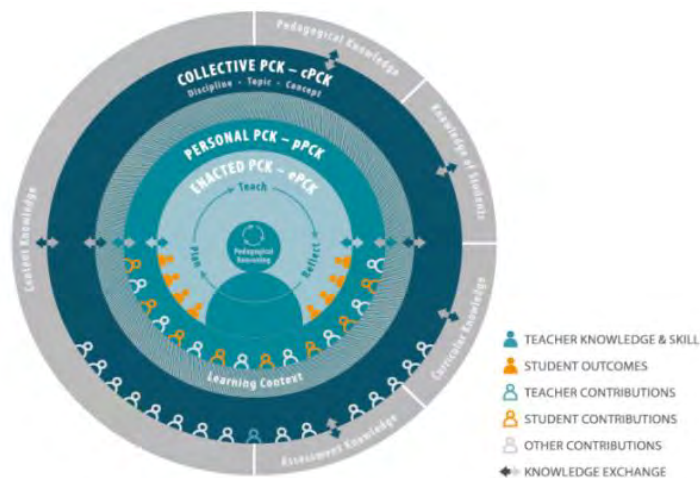 Pedagogical Knowledge
COLLECTIVE PCK – cPCK
Discipline - Topic - Concept
Knowledge of Students
PERSONAL PCK – pPCK
ENACTED PCK – ePCK
Teach
Content Knowledge
Plan
Pedagogical
Reasoning
Reflect
Curricular Knowledge
Learning Context
Assessment Knowledge
TEACHER KNOWLEDGE & SKILL
STUDENT OUTCOMES
TEACHER CONTRIBUTIONS
STUDENT CONTRIBUTIONS
OTHER CONTRIBUTIONS
KNOWLEDGE EXCHANGE